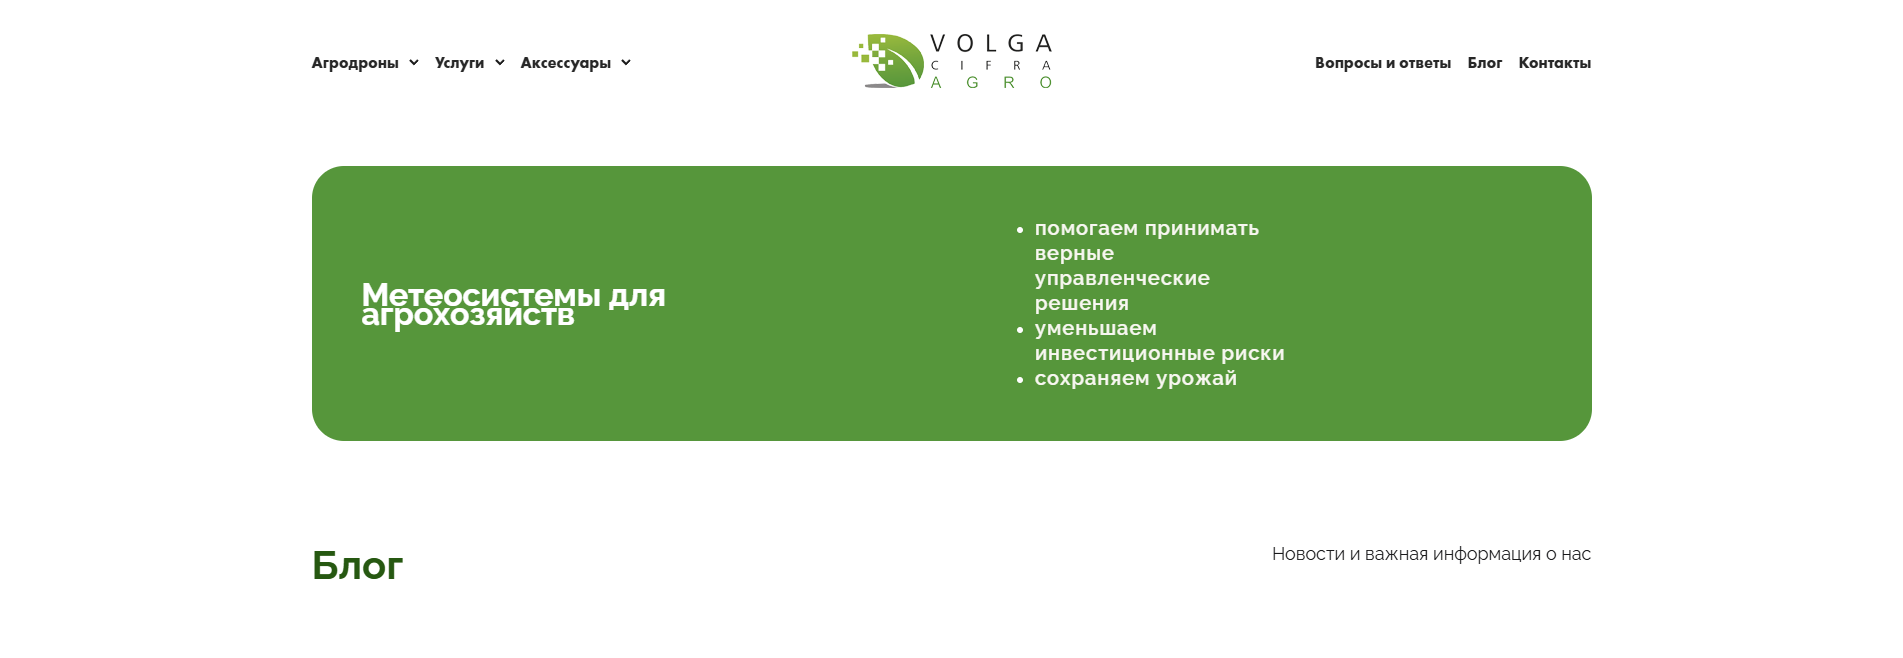 Агродроны Услуги Аксессуары
VOLGA
CIFRA
AGRO
Вопросы и ответы Блог Контакты
Метеосистемы для
агрохозяйств
• помогаем принимать
верные
управленческие
решения
• уменьшаем
инвестиционные риски
• сохраняем урожай
Блог
Новости и важная информация о нас